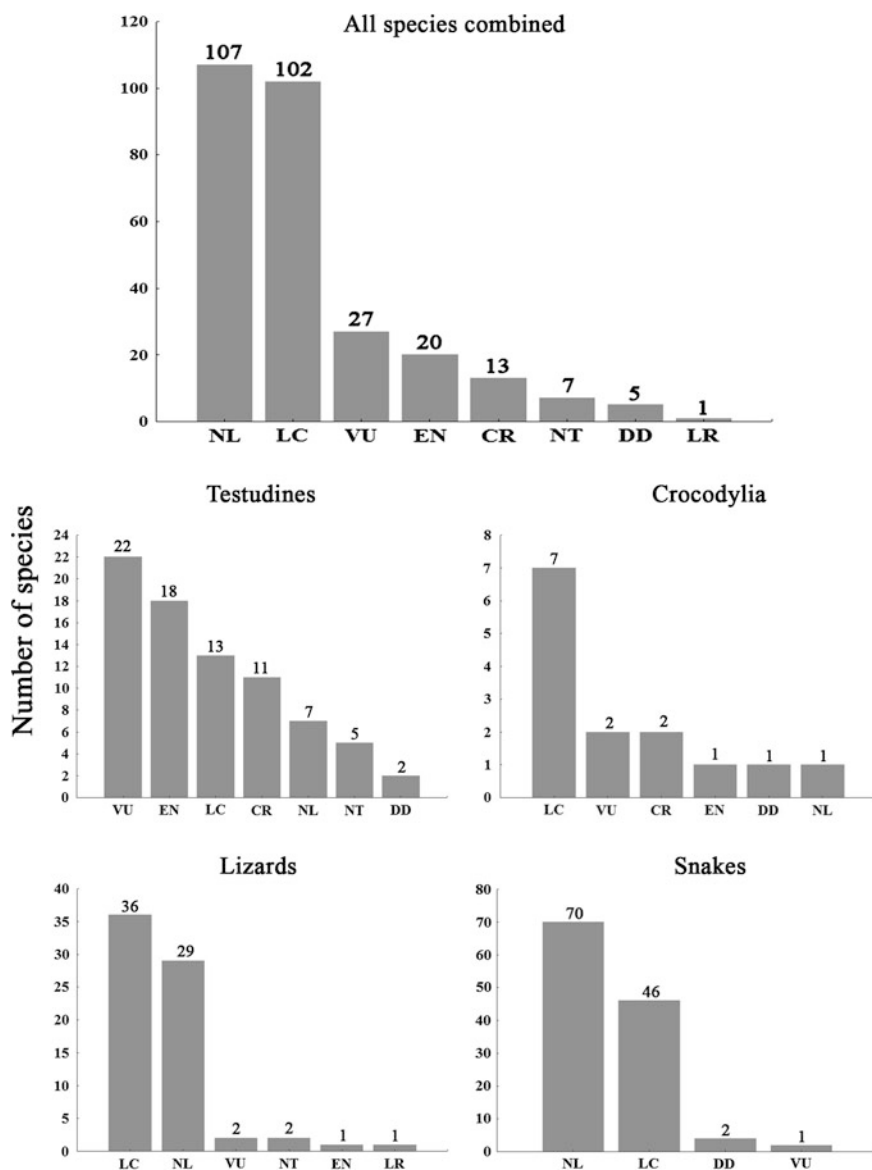 All species combined
120
100
80
60
40
20
0
107 102 27 20 13 7 5 1
NL LC VU EN CR NT DD LR
Number of species
Testudines
24
22
20
18
16
14
12
10
8
6
4
2
0
22 18 13 11 7 5 2
VU EN LC CR NL NT DD
Crocodylia
8
7
6
5
4
3
2
1
0
7 2 2 1 1 1
LC VU CR EN DD NL
Lizards
40
35
30
25
20
15
10
5
0
36 29 2 2 1 1
LC NL VU NT EN LR
Snakes
80
70
60
50
40
30
20
10
0
70 46 2 1
NL LC DD VU